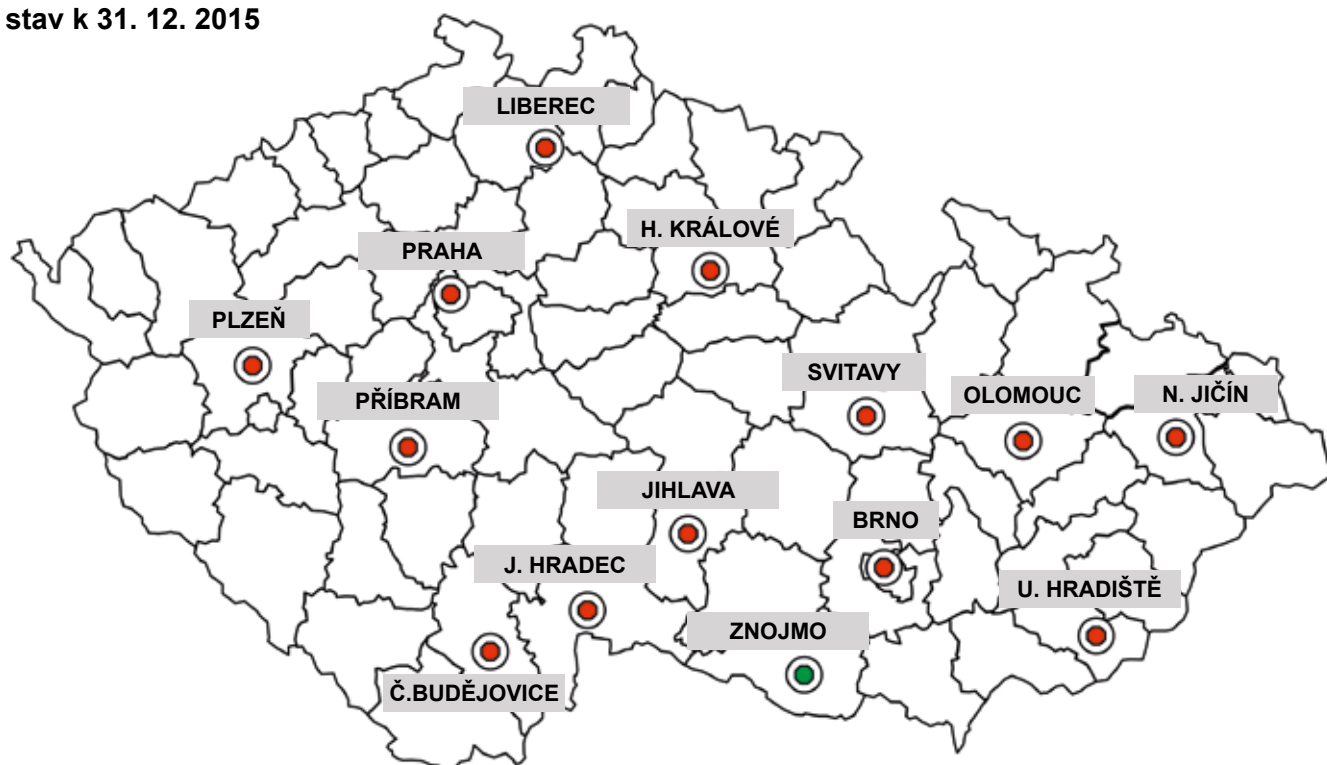 stav k 31. 12. 2015
LIBEREC
H. KRÁLOVÉ
PRAHA
PLZEŇ
SVITAVY
PŘÍBRAM
OLOMOUC
N. JIČÍN
JIHLAVA
BRNO
J. HRADEC
U. HRADIŠTĚ
ZNOJMO
Č.BUDĚJOVICE